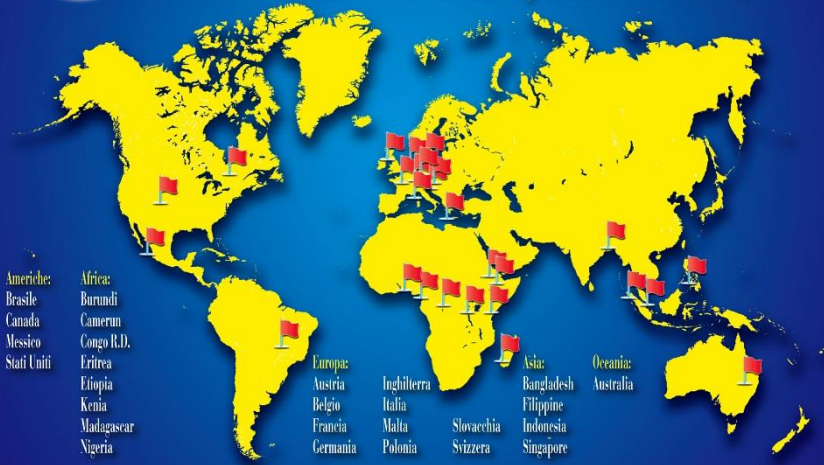 Americhe:
Brasile
Canada
Messico
Stati Uniti
Africa:
Burundi
Camerun
Congo R.D.
Eritrea
Etiopia
Kenia
Madagascar
Nigeria
Europa:
Austria
Belgio
Francia
Germania
Inghilterra
Italia
Malta
Polonia
Slovacchia
Svizzera
Asia:
Bangladesh
Filippine
Indonesia
Singapore
Oceania:
Australia